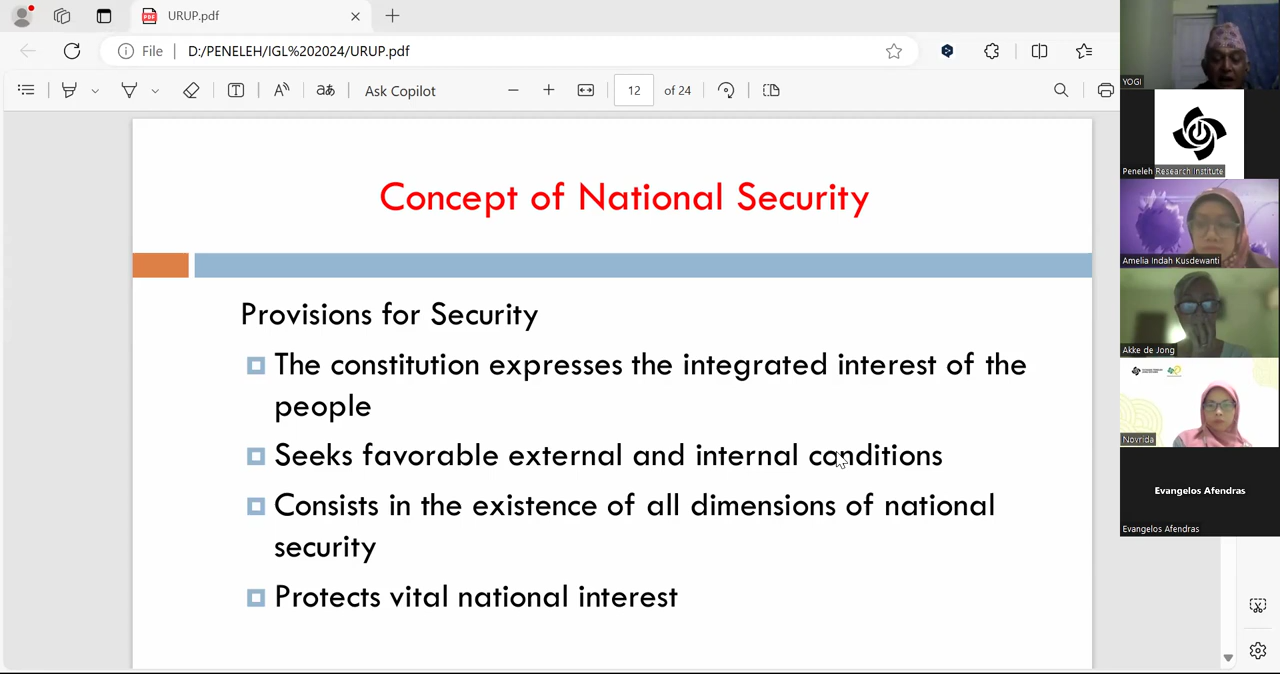 URUP.pdf
File
D:/PENELEH/IGL%202024/URUP.pdf
Ask Copilot
12 of 24
Concept of National Security
Provisions for Security
The constitution expresses the integrated interest of the
people
Seeks favorable external and internal conditions
Consists in the existence of all dimensions of national
security
Protects vital national interest
YOGI
Peneleh Research Institute
Amelia Indah Kusdewanti
Akke de Jong
Novrida
Evangelos Afendras
Evangelos Afendras